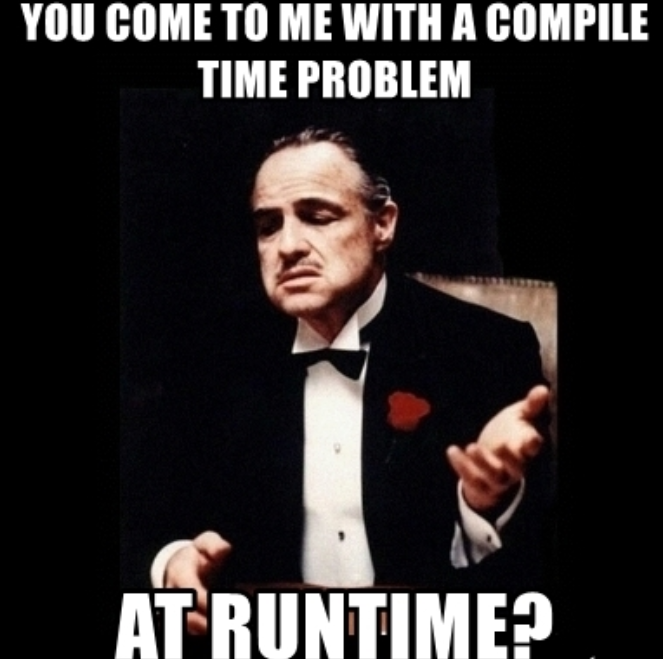 YOU COME TO ME WITH A COMPILE
TIME PROBLEM
AT RUNTIME?